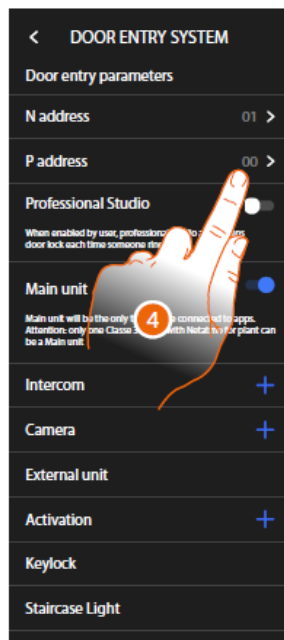 DOOR ENTRY SYSTEM
Door entry parameters
N address 01
P address 00
Professional Studio
When enabled by user, professional
door lock each time someone
Main unit
Main unit will be the only connected to apps.
Attention: only one Classe with Netatmo for plant can
be a Main unit
4
Intercom
Camera
External unit
Activation
Keylock
Staircase Light